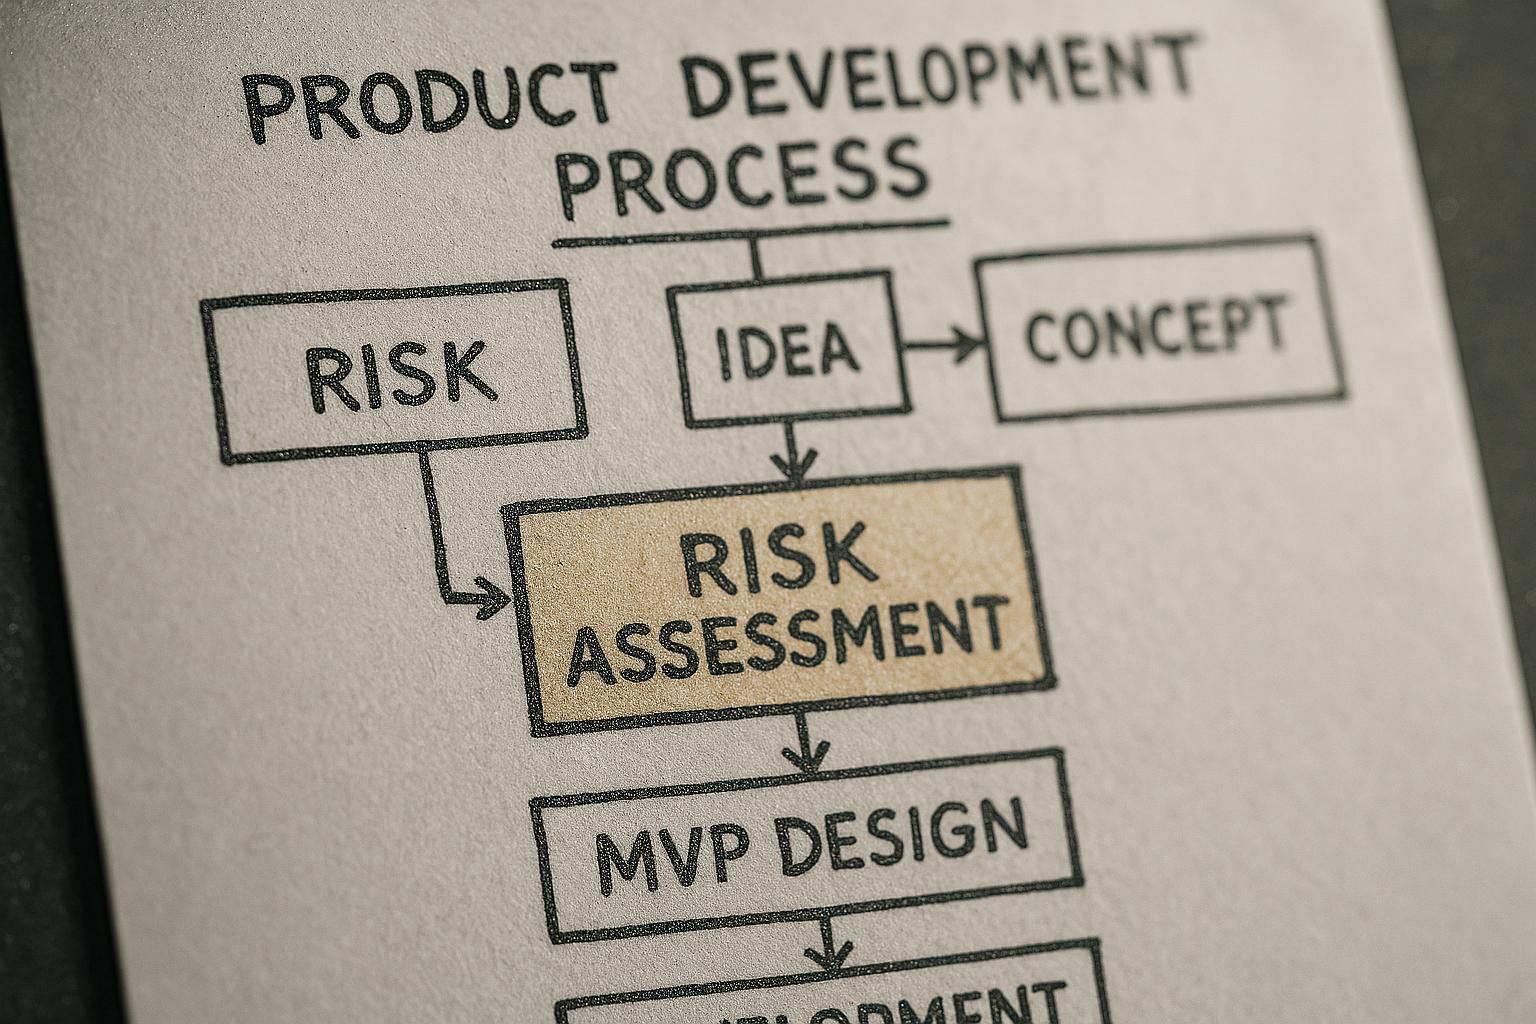 PRODUCT DEVELOPMENT
PROCESS
RISK
IDEA
CONCEPT
RISK
ASSESSMENT
MVP DESIGN